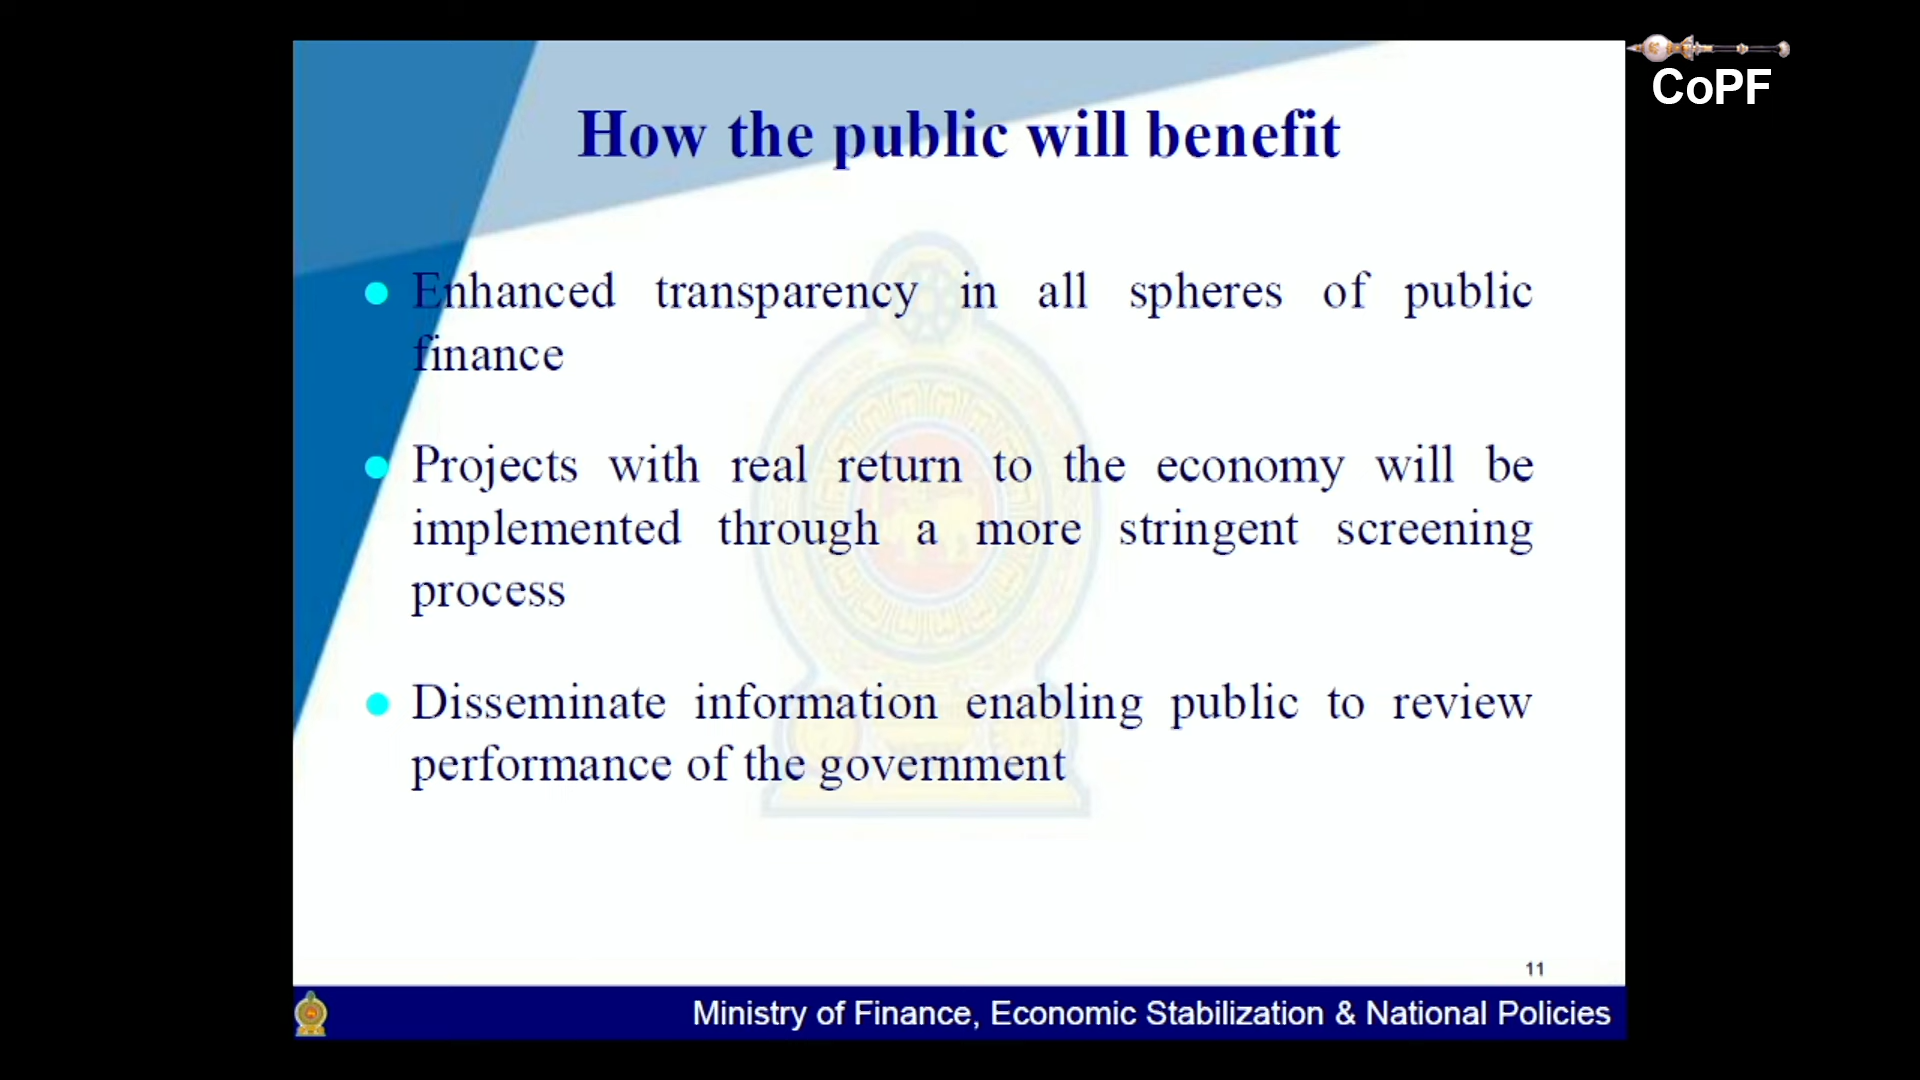 CoPF
How the public will benefit
Enhanced transparency in all spheres of public
finance
Projects with real return to the economy will be
implemented through a more stringent screening
process
Disseminate information enabling public to review
performance of the government
11
Ministry of Finance, Economic Stabilization & National Policies